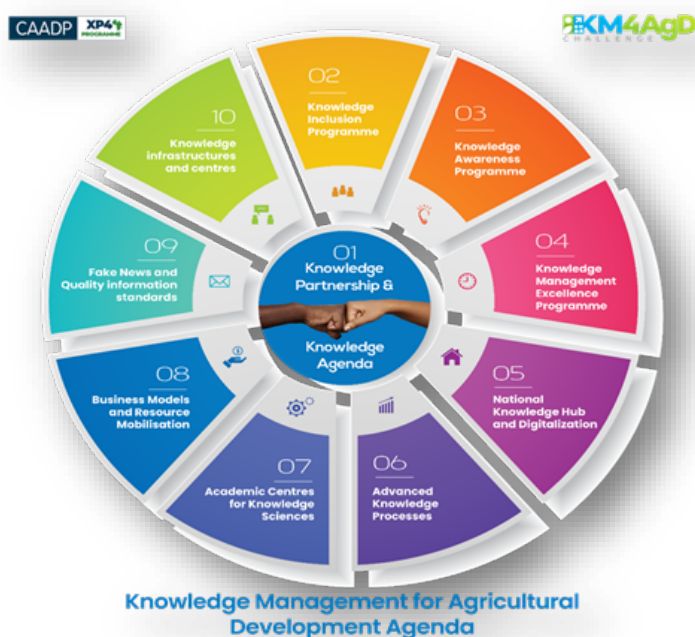 CAADP
XP4
PROGRAMME
KM4AgD
CHALLENGE
01
Knowledge
Partnership &
Knowledge
Agenda
02
Knowledge
Inclusion
Programme
03
Knowledge
Awareness
Programme
04
Knowledge
Management
Excellence
Programme
05
National
Knowledge Hub
and Digitalization
06
Advanced
Knowledge
Processes
07
Academic Centres
for Knowledge
Sciences
08
Business Models
and Resource
Mobilisation
09
Fake News and
Quality information
standards
10
Knowledge
infrastructures
and centres
Knowledge Management for Agricultural
Development Agenda